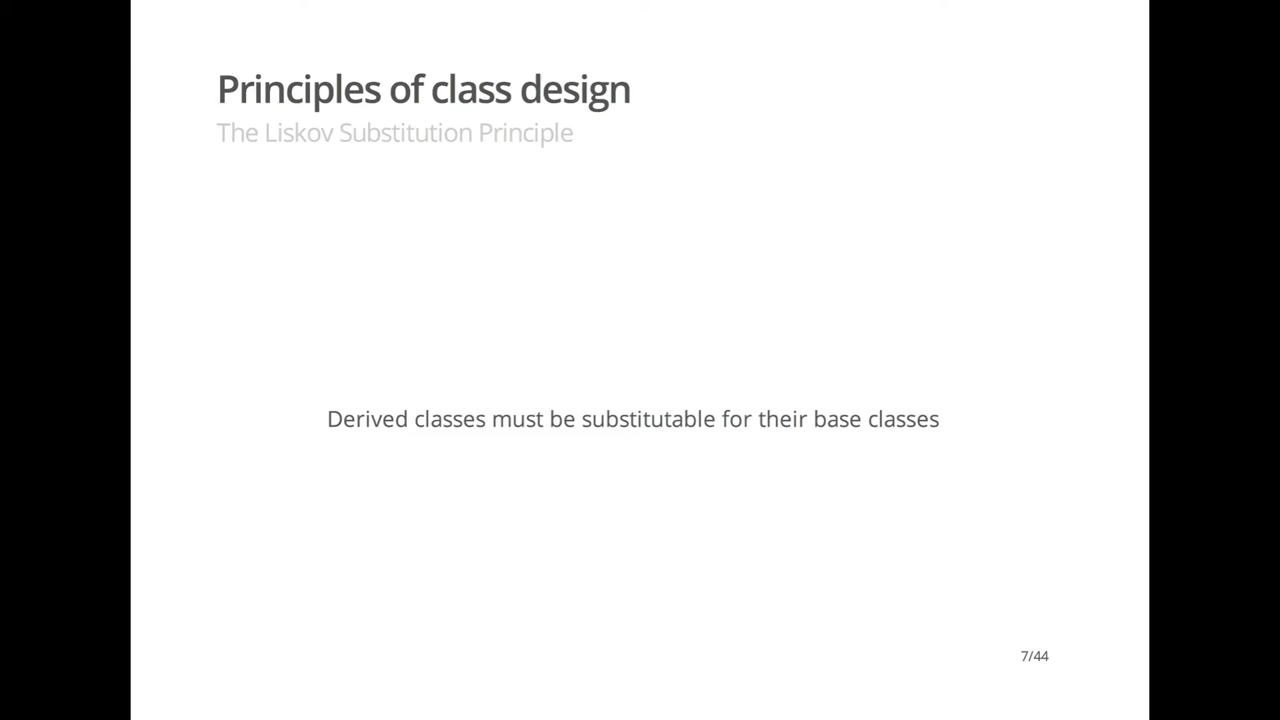 Principles of class design
The Liskov Substitution Principle
Derived classes must be substitutable for their base classes
7/44